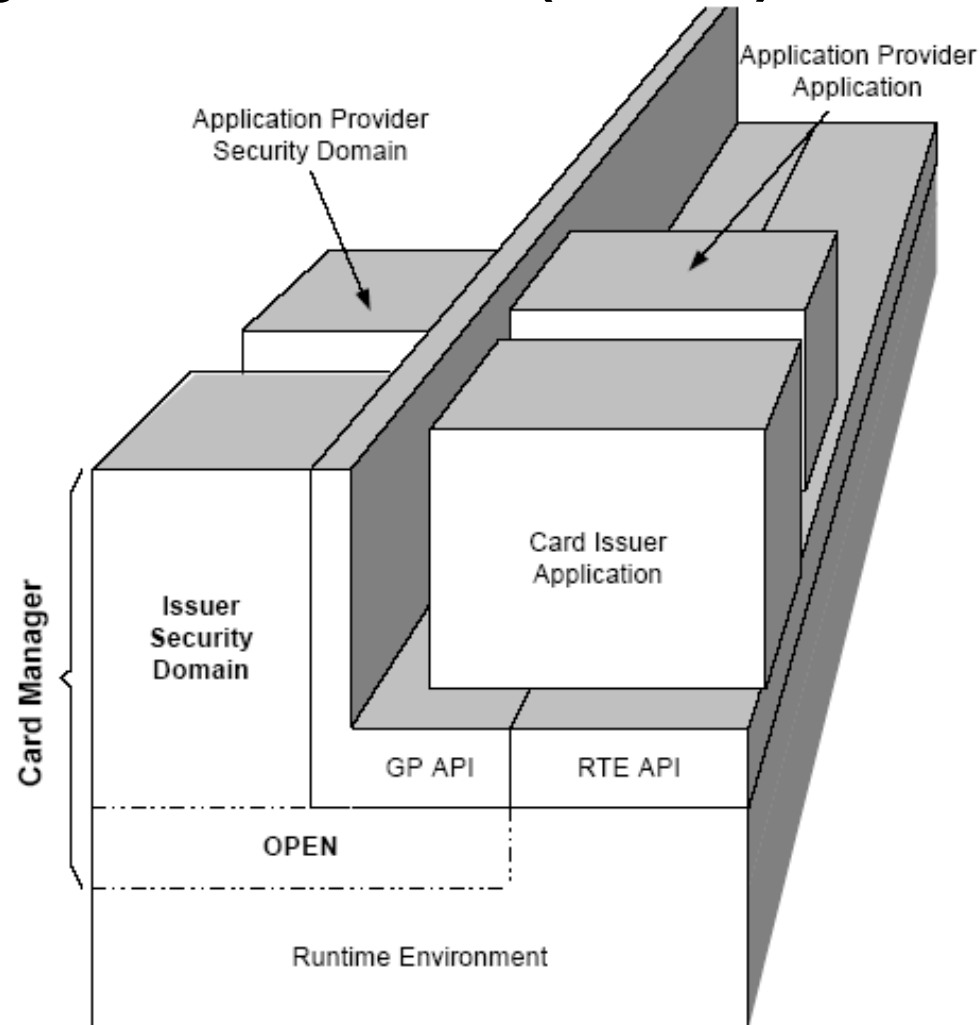 Application Provider
Application
Application Provider
Security Domain
Card Issuer
Application
Issuer
Security
Domain
Card Manager
GP API
RTE API
OPEN
Runtime Environment